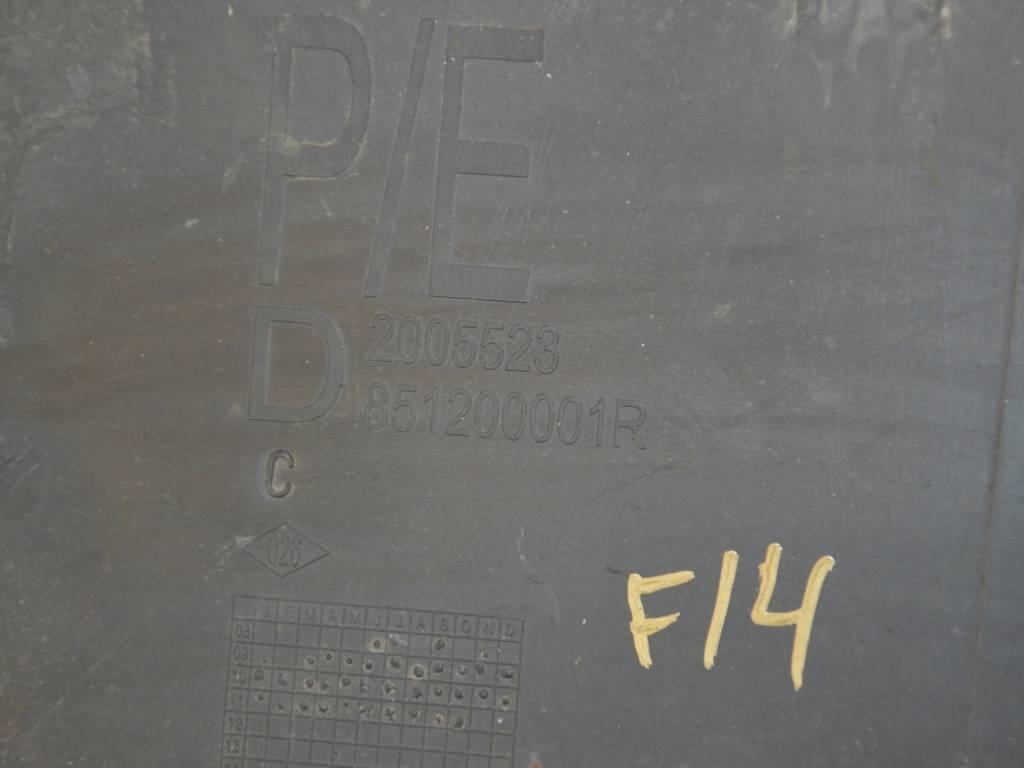 P/E
D 2005523
851200001R
C
026
F14
J F M A M J J A S O N D
08
09
10
11
12
13